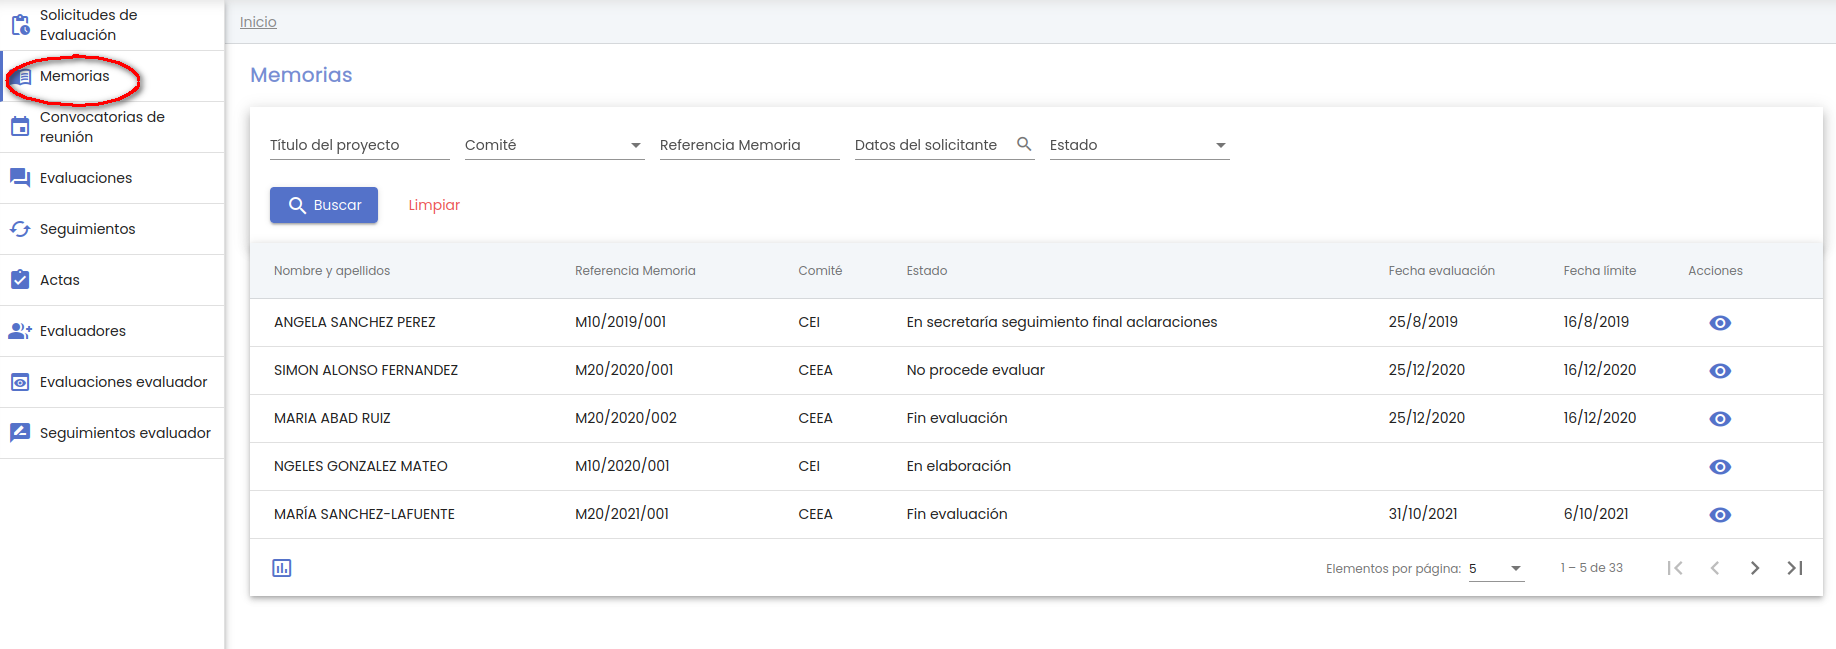 Solicitudes de
Evaluación
Memorias
Convocatorias de
reunión
Evaluaciones
Seguimientos
Actas
Evaluadores
Evaluaciones evaluador
Seguimientos evaluador
Inicio
Memorias
Título del proyecto Comité Referencia Memoria Datos del solicitante Estado
Buscar Limpiar
Nombre y apellidos Referencia Memoria Comité Estado Fecha evaluación Fecha límite Acciones
ANGELA SANCHEZ PEREZ M10/2019/001 CEI En secretaría seguimiento final aclaraciones 25/8/2019 16/8/2019
SIMON ALONSO FERNANDEZ M20/2020/001 CEEA No procede evaluar 25/12/2020 16/12/2020
MARIA ABAD RUIZ M20/2020/002 CEEA Fin evaluación 25/12/2020 16/12/2020
NGELES GONZALEZ MATEO M10/2020/001 CEI En elaboración
MARÍA SANCHEZ-LAFUENTE M20/2021/001 CEEA Fin evaluación 31/10/2021 6/10/2021
Elementos por página: 5 1 – 5 de 33